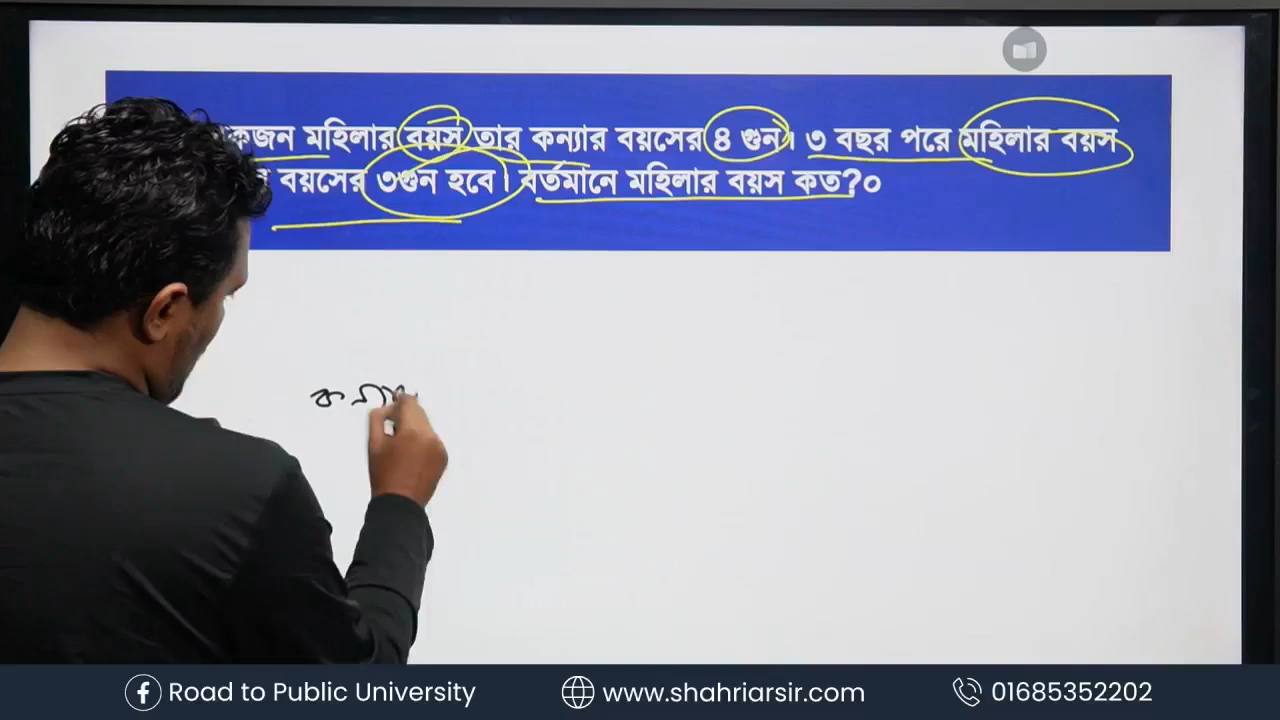 মহিলার বয়স তার কন্যার বয়সের ৪ গুন। ৩ বছর পরে মহিলার বয়স
বয়সের ৩গুন হবে। বর্তমানে মহিলার বয়স কত?০
Road to Public University
www.shahriarsir.com
01685352202